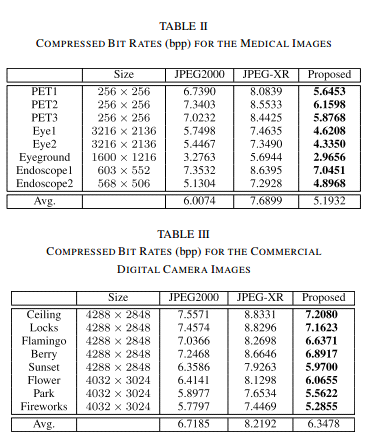 TABLE II
COMPRESSED BIT RATES (bpp) FOR THE MEDICAL IMAGES
Size JPEG2000 JPEG-XR Proposed
PET1 256 × 256 6.7390 8.0839 5.6453
PET2 256 × 256 7.3403 8.5533 6.1598
PET3 256 × 256 7.0232 8.4425 5.8768
Eye1 3216 × 2136 5.7498 7.4635 4.6208
Eye2 3216 × 2136 5.4467 7.3490 4.3350
Eyeground 1600 × 1216 3.2763 5.6944 2.9656
Endoscope1 603 × 552 7.3532 8.6395 7.0451
Endoscope2 568 × 506 5.1304 7.2928 4.8968
Avg. 6.0074 7.6899 5.1932
TABLE III
COMPRESSED BIT RATES (bpp) FOR THE COMMERCIAL
DIGITAL CAMERA IMAGES
Size JPEG2000 JPEG-XR Proposed
Ceiling 4288 × 2848 7.5571 8.8331 7.2080
Locks 4288 × 2848 7.4574 8.8296 7.1623
Flamingo 4288 × 2848 7.0366 8.2698 6.6371
Berry 4288 × 2848 7.2468 8.6646 6.8917
Sunset 4288 × 2848 6.3586 7.9263 5.9700
Flower 4032 × 3024 6.4141 8.1298 6.0655
Park 4032 × 3024 5.8977 7.6534 5.5622
Fireworks 4032 × 3024 5.7797 7.4469 5.2855
Avg. 6.7185 8.2192 6.3478